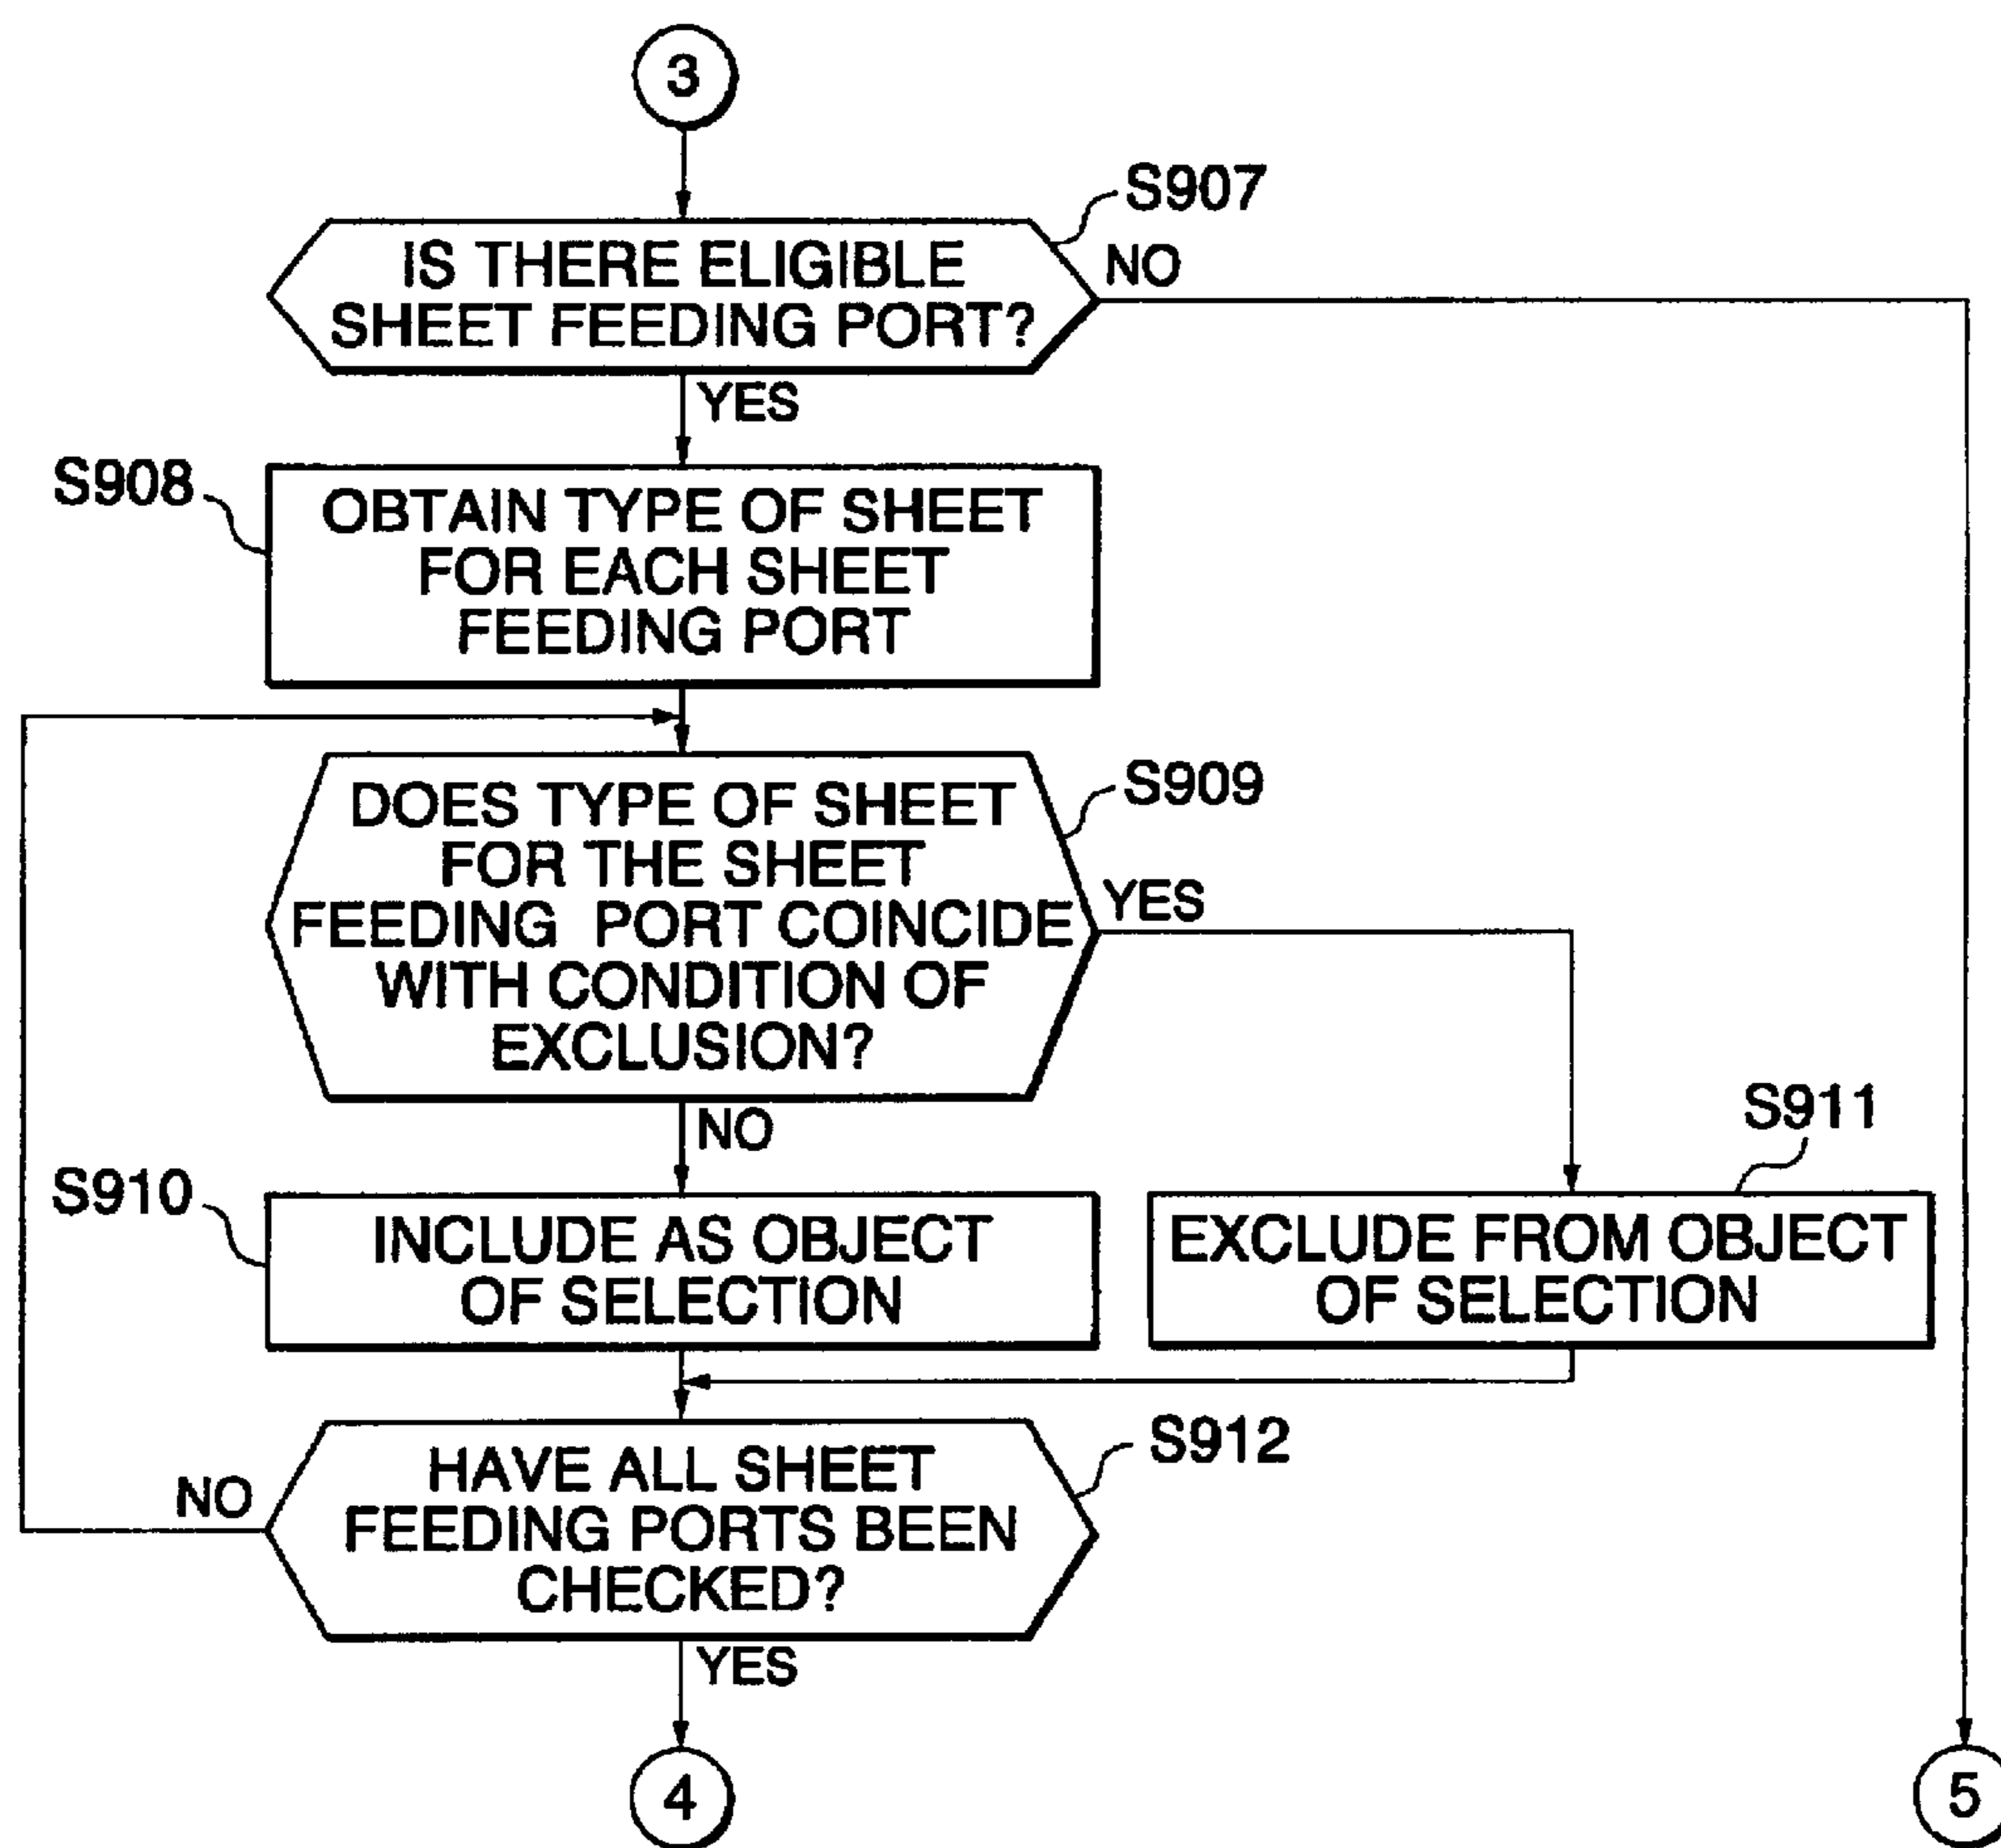 3
S907
IS THERE ELIGIBLE
SHEET FEEDING PORT?
NO
YES
S908
OBTAIN TYPE OF SHEET
FOR EACH SHEET
FEEDING PORT
S909
DOES TYPE OF SHEET
FOR THE SHEET
FEEDING PORT COINCIDE
WITH CONDITION OF
EXCLUSION?
YES
NO
S910
INCLUDE AS OBJECT
OF SELECTION
S911
EXCLUDE FROM OBJECT
OF SELECTION
S912
HAVE ALL SHEET
FEEDING PORTS BEEN
CHECKED?
NO
YES
4
5